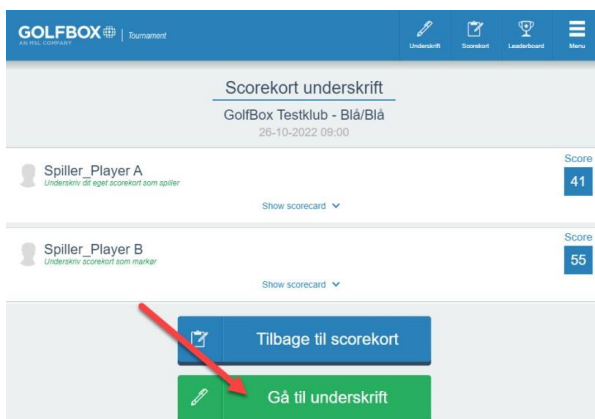 GOLFBOX | Tournament
AN MSL COMPANY
Underskrift Scorekort Leaderboard Menu
Scorekort underskrift
GolfBox Testklub - Blå/Blå
26-10-2022 09:00
Spiller_Player A
Underskriv dit eget scorekort som spiller
Score
41
Show scorecard
Spiller_Player B
Underskriv scorekort som markør
Score
55
Show scorecard
Tilbage til scorekort
Gå til underskrift